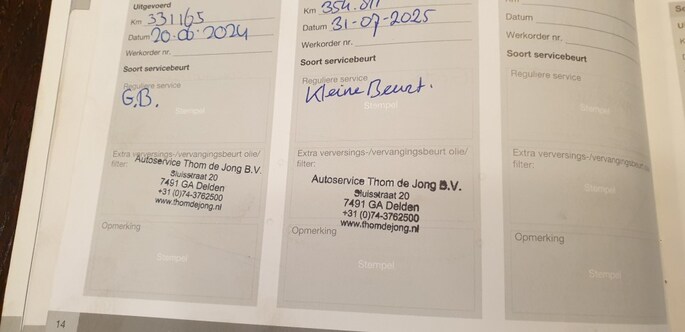 Uitgevoerd
Km 331165
Datum 20·06·2024
Werkorder nr.
Soort servicebeurt
Reguliere service
G.B.
Stempel
Extra verversings-/vervangingsbeurt olie/
filter:
Autoservice Thom de Jong B.V.
Sluisstraat 20
7491 GA Delden
+31 (0)74-3762500
www.thomdejong.nl
Opmerking
Stempel
14
Km
Datum 31-07-2025
Werkorder nr.
Soort servicebeurt
Reguliere service
Kleine Beurt.
Stempel
Extra verversings-/vervangingsbeurt olie/
filter:
Autoservice Thom de Jong B.V.
Sluisstraat 20
7491 GA Delden
+31 (0)74-3762500
www.thomdejong.nl
Opmerking
Stempel
Datum
Werkorder nr.
Soort servicebeurt
Reguliere service
Stempel
Extra verversings-/vervangingsbeurt olie/
filter:
Stempel
Opmerking
Stempel